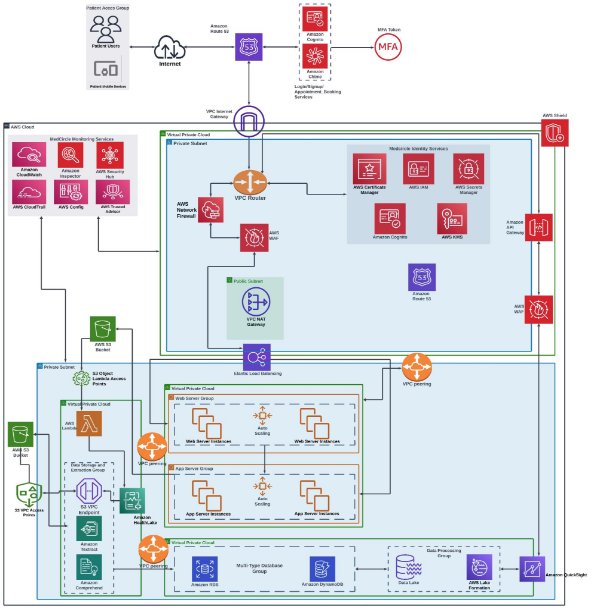 Patient Acces Group
Patient Users
Patient Mobile Devices
Internet
Amazon
Route 53
53
Amazon
Cognito
Amazon
Chime
Login/Signup/
Appointment_Booking
Services
MFA Token
MFA
VPC Internet
Gateway
AWS Shield
AWS Cloud
MedCircle Monitoring Services
Amazon
CloudWatch
Amazon
Inspector
AWS Security
Hub
AWS CloudTrail
AWS Config
AWS Trusted
Advisor
Virtual Private Cloud
Private Subnet
VPC Router
AWS
Network
Firewall
AWS
WAF
Medcircle Identity Services
AWS Certificate
Manager
AWS IAM
AWS Secrets
Manager
Amazon Cognito
AWS KMS
Amazon
API
Gateway
53
Amazon
Route 53
AWS
WAF
Public Subnet
VPC NAT
Gateway
Elastic Load Balancing
VPC peering
AWS S3
Bucket
Private Subnet
S3 Object
Lambda Access
Points
Virtual Private Cloud
AWS
Lambda
Virtual Private Cloud
Web Server Group
Web Server Instances
Auto
Scaling
Web Server Instances
VPC peering
App Server Group
App Server Instances
Auto
Scaling
App Server Instances
AWS S3
Bucket
S3 VPC Access
Points
Data Storage and
Extraction Group
S3 VPC
Endpoint
Amazon
HealthLake
Amazon
Textract
Amazon
Comprehend
VPC peering
Virtual Private Cloud
Amazon RDS
Multi-Type Database
Group
Amazon DynamoDB
Data Processing
Group
Data Lake
AWS Lake
Formation
Amazon QuickSight